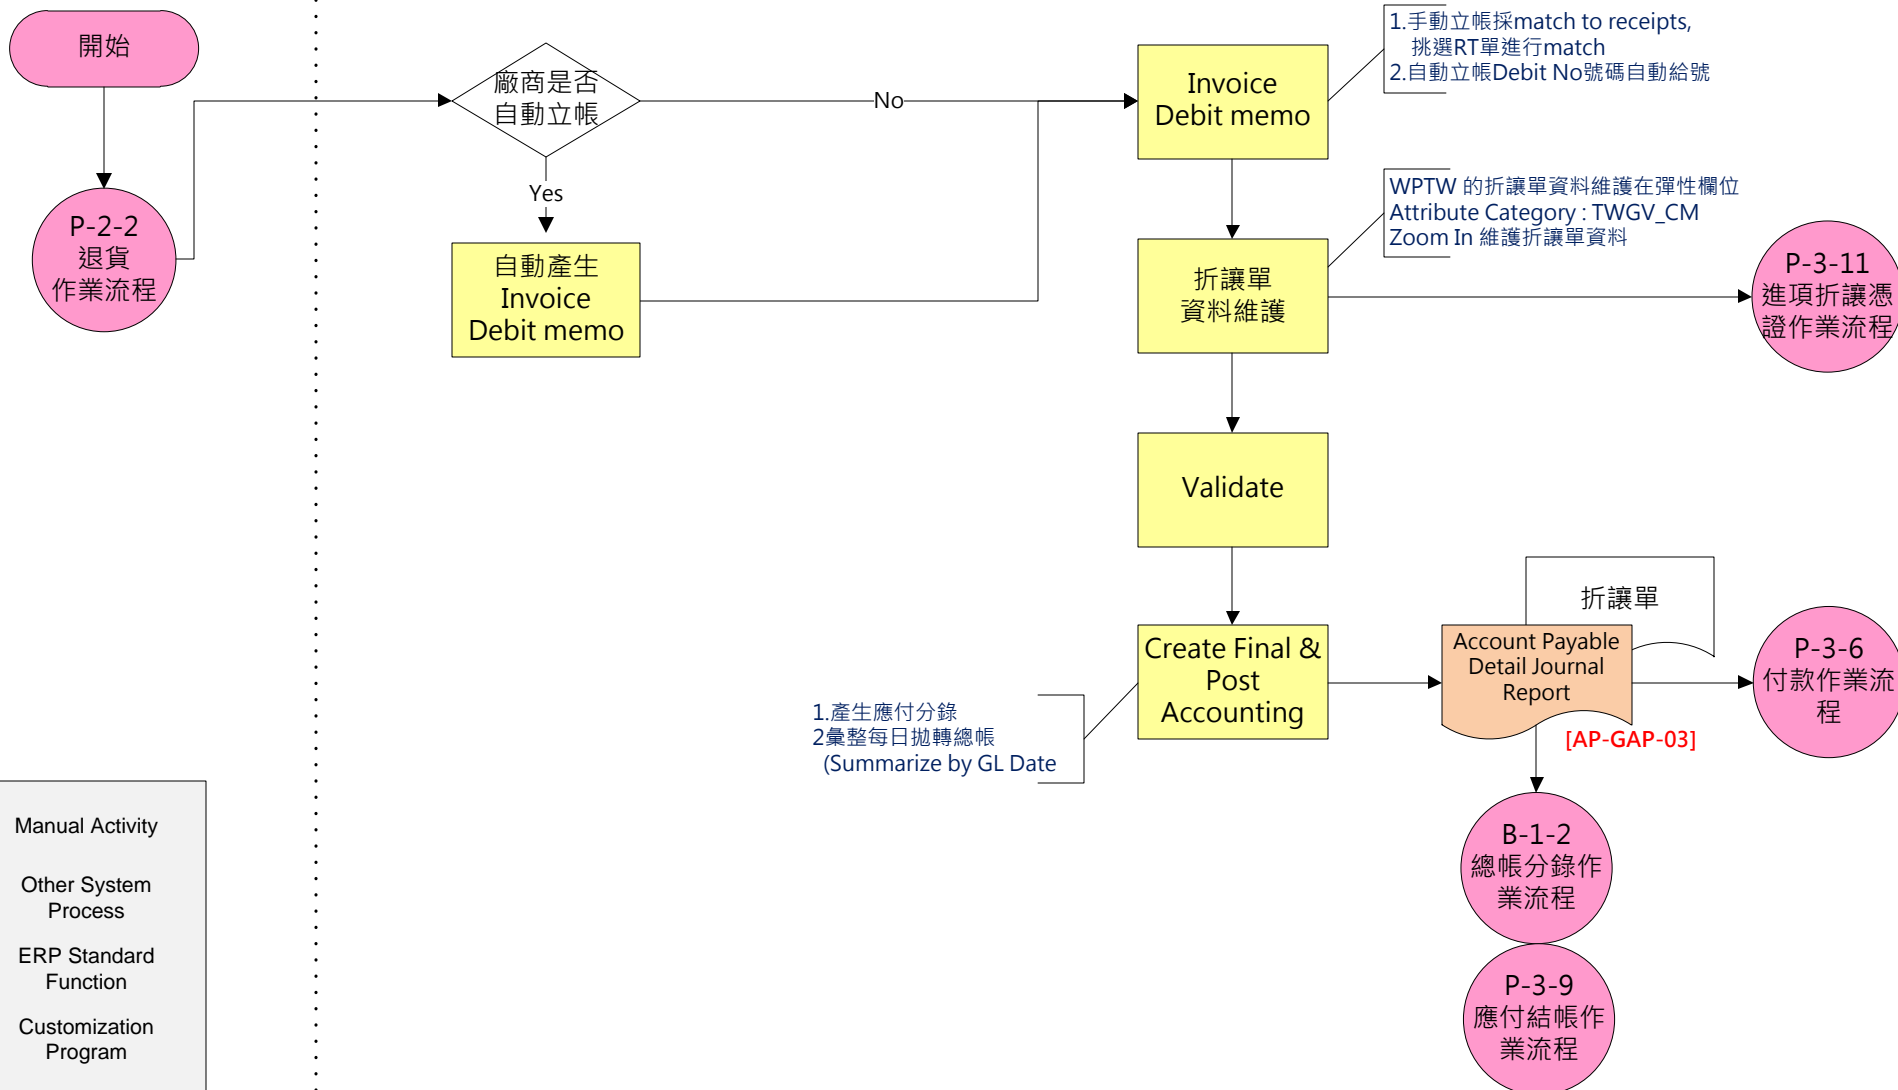 開始
P-2-2
退貨
作業流程
廠商是否
自動立帳
No
Yes
自動產生
Invoice
Debit memo
Invoice
Debit memo
1.手動立帳採match to receipts,
挑選RT單進行match
2.自動立帳Debit No號碼自動給號
WPTW 的折讓單資料維護在彈性欄位
Attribute Category : TWGV_CM
Zoom In 維護折讓單資料
折讓單
資料維護
P-3-11
進項折讓憑
證作業流程
Validate
Create Final &
Post
Accounting
1.產生應付分錄
2彙整每日拋轉總帳
(Summarize by GL Date
折讓單
Account Payable
Detail Journal
Report
[AP-GAP-03]
P-3-6
付款作業流
程
B-1-2
總帳分錄作
業流程
P-3-9
應付結帳作
業流程
Manual Activity
Other System
Process
ERP Standard
Function
Customization
Program